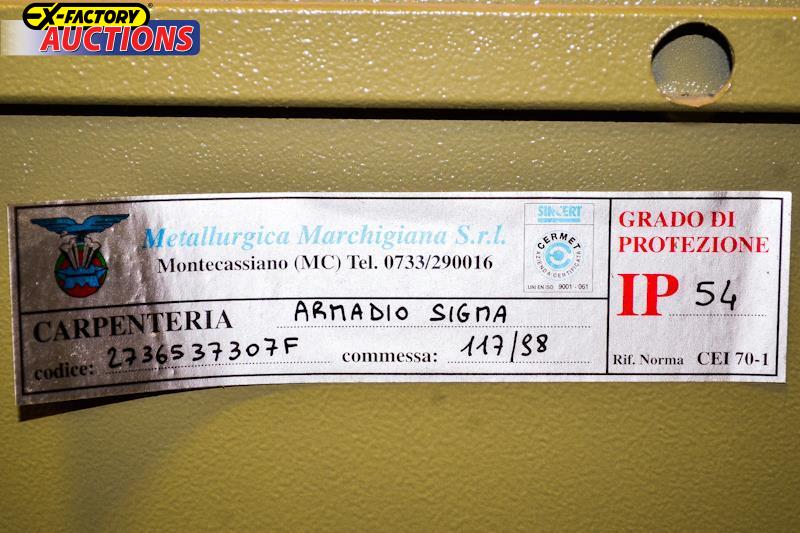 EX-FACTORY
AUCTIONS
Metallurgica Marchigiana S.r.l.
Montecassiano (MC) Tel. 0733/290016
SINCERT
CERMET
AZIENDA CERTIFICATA
UNI EN ISO 9001 - 061
GRADO DI
PROTEZIONE
IP 54
Rif. Norma CEI 70-1
CARPENTERIA ARMADIO SIGMA
codice: 2736537307F commessa: 117/98